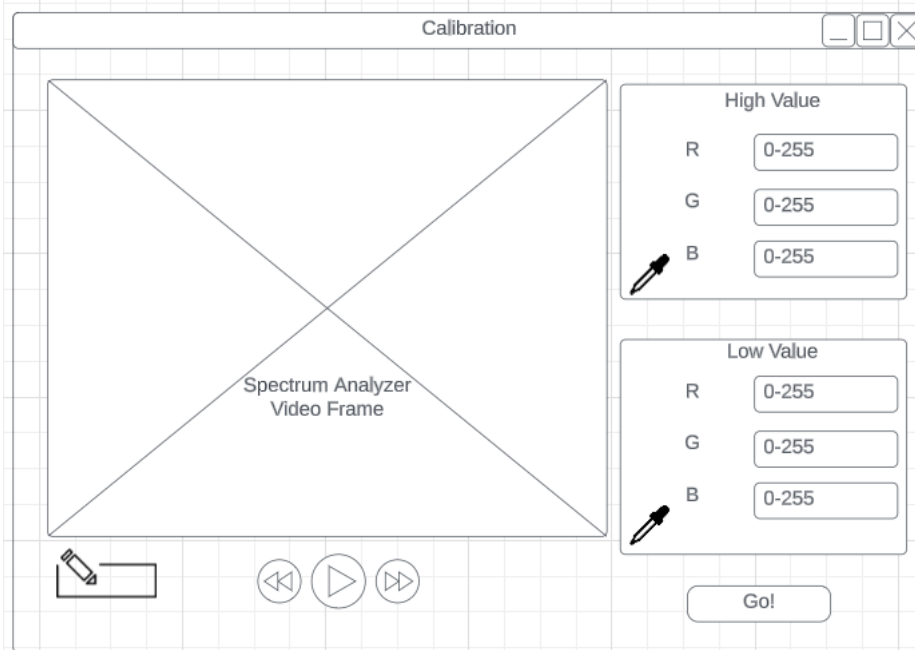 Calibration
Spectrum Analyzer
Video Frame
High Value
R 0-255
G 0-255
B 0-255
Low Value
R 0-255
G 0-255
B 0-255
Go!